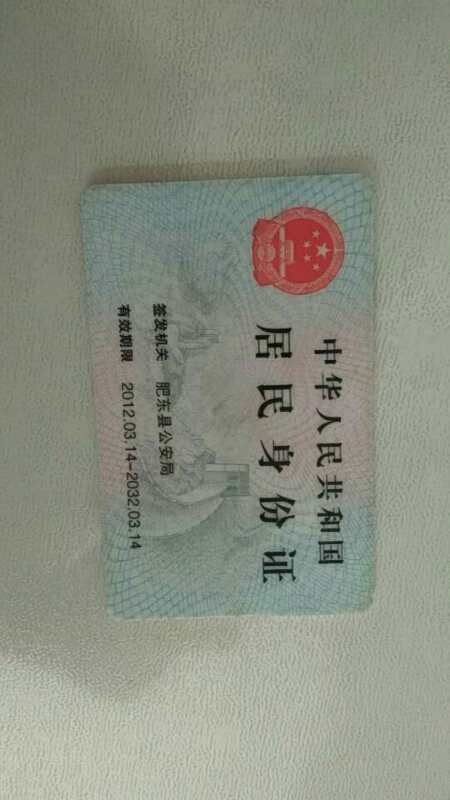 中华人民共和国
居民身份证
签发机关 肥东县公安局
有效期限 2012.03.14-2032.03.14